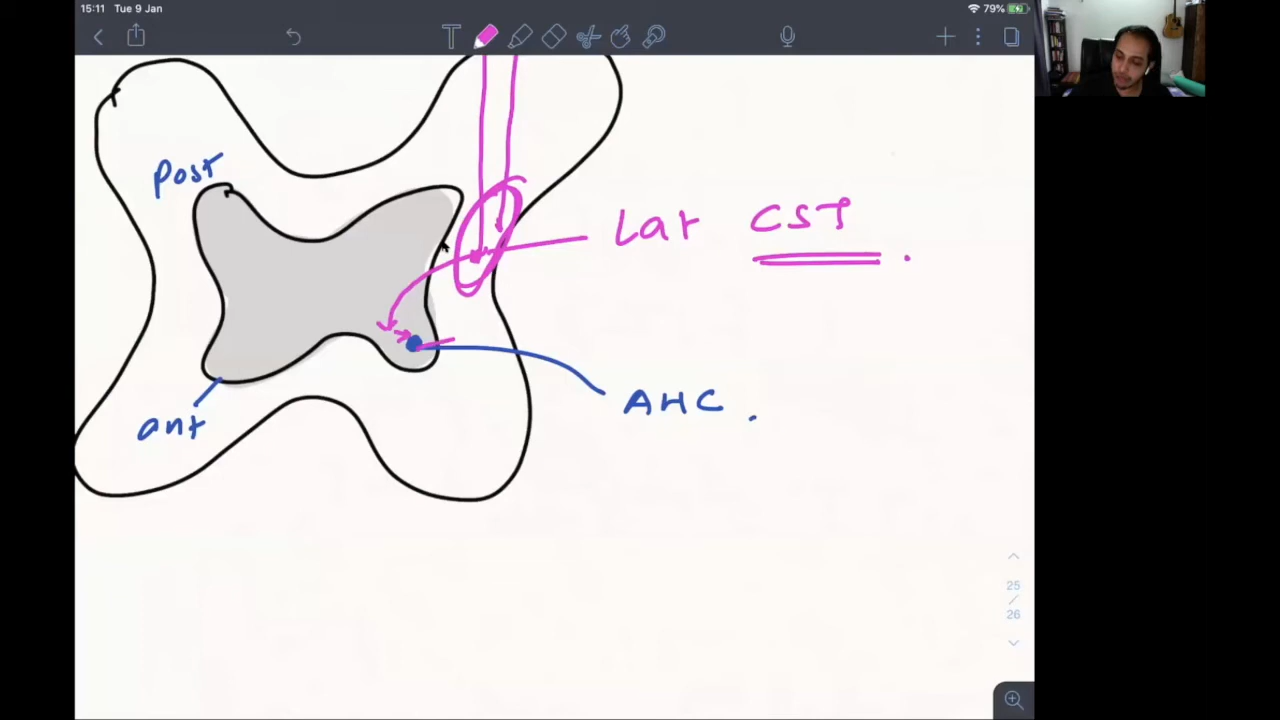 15:11 Tue 9 Jan
79%
T
post
Lat CST.
AHC.
ant
25
/
26